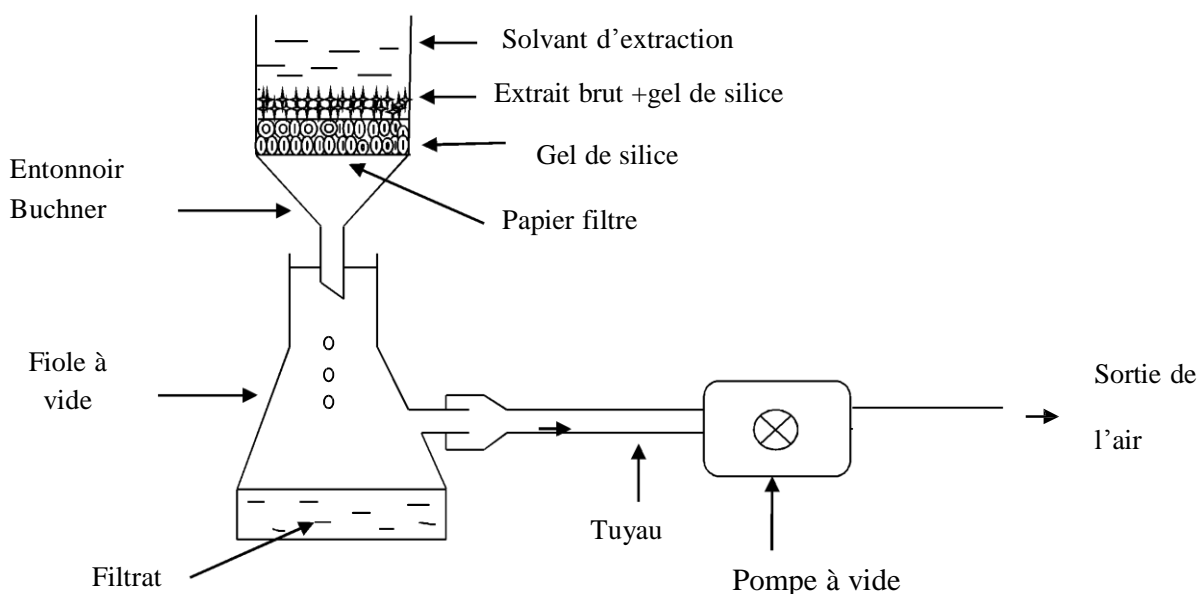 Solvant d’extraction
Extrait brut +gel de silice
Gel de silice
Entonnoir
Buchner
Papier filtre
Fiole à
vide
Sortie de
l’air
Tuyau
Filtrat
Pompe à vide